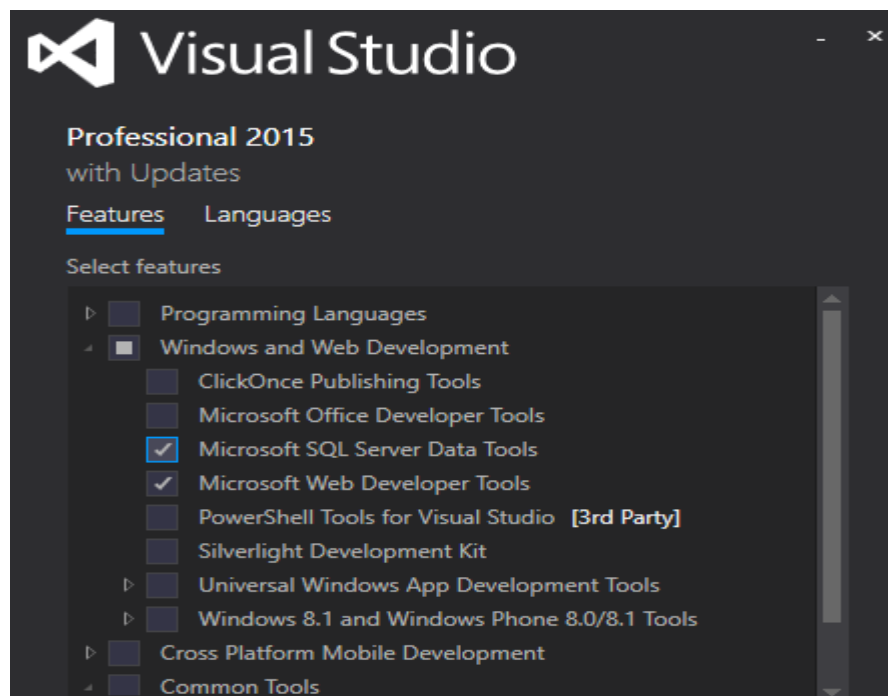 Visual Studio
Professional 2015
with Updates
Features Languages
Select features
Programming Languages
Windows and Web Development
ClickOnce Publishing Tools
Microsoft Office Developer Tools
Microsoft SQL Server Data Tools
Microsoft Web Developer Tools
PowerShell Tools for Visual Studio [3rd Party]
Silverlight Development Kit
Universal Windows App Development Tools
Windows 8.1 and Windows Phone 8.0/8.1 Tools
Cross Platform Mobile Development
Common Tools